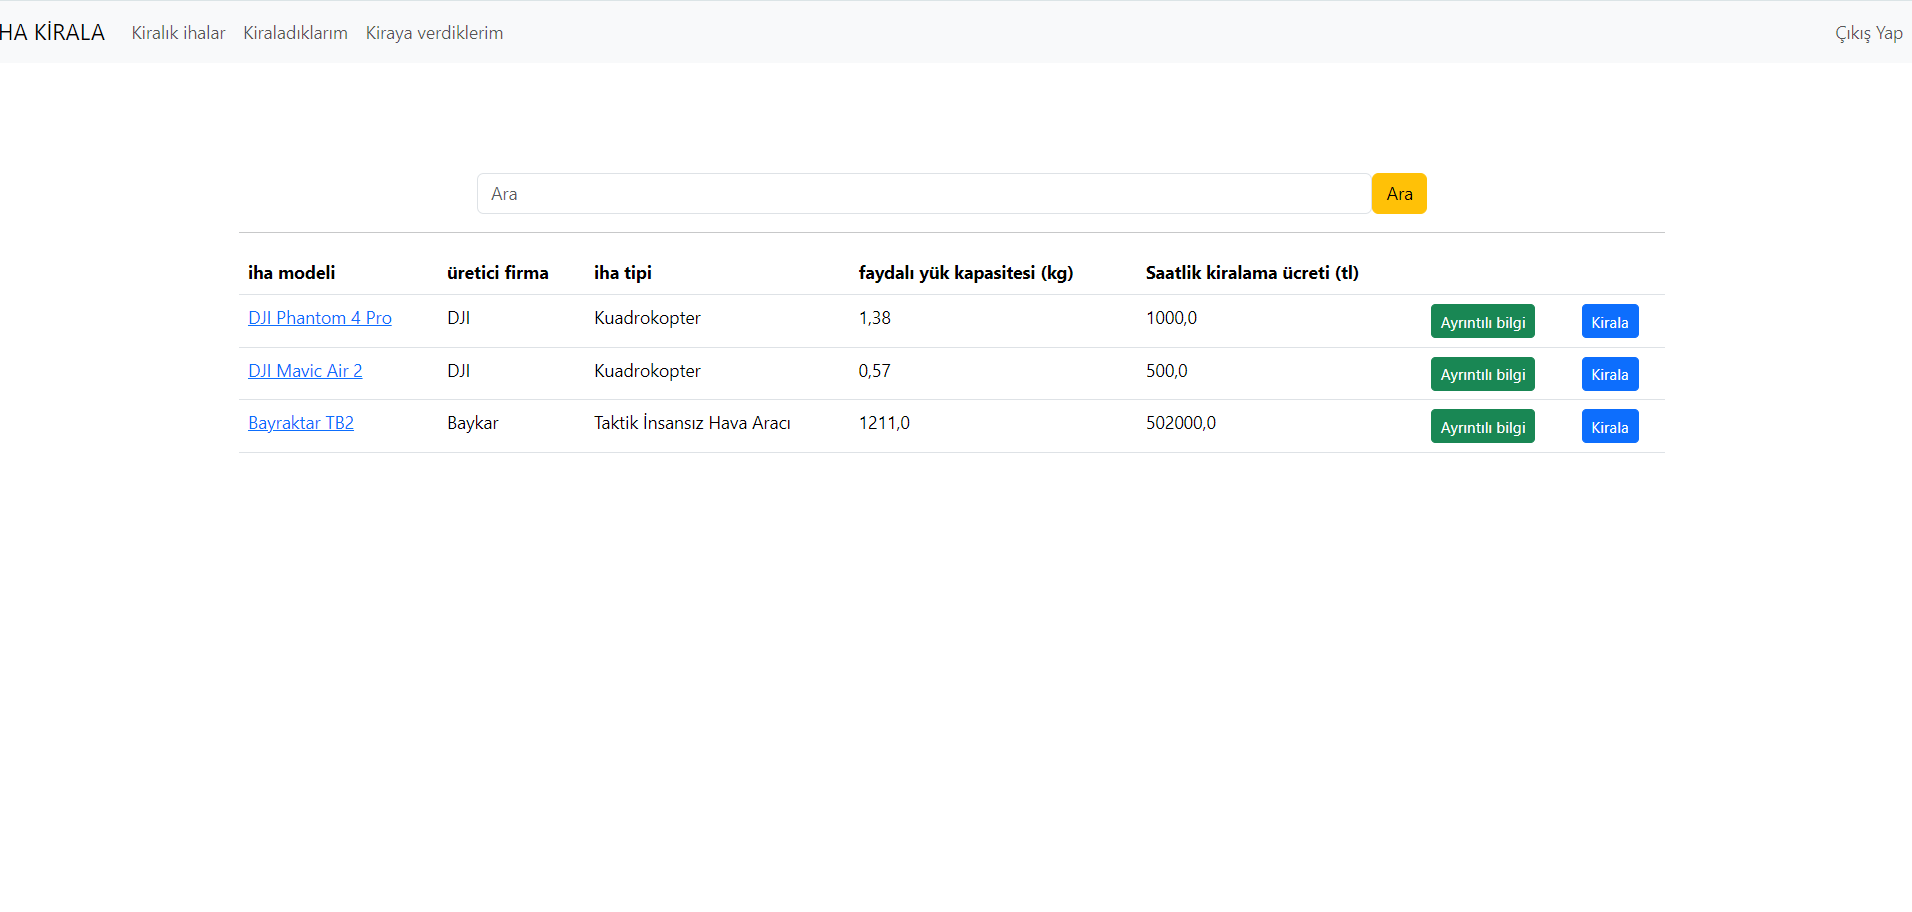 HA KİRALA Kiralık ihalar Kiraladıklarım Kiraya verdiklerim Çıkış Yap
Ara Ara
iha modeli üretici firma iha tipi faydalı yük kapasitesi (kg) Saatlik kiralama ücreti (tl)
DJI Phantom 4 Pro DJI Kuadrokopter 1,38 1000,0 Ayrıntılı bilgi Kirala
DJI Mavic Air 2 DJI Kuadrokopter 0,57 500,0 Ayrıntılı bilgi Kirala
Bayraktar TB2 Baykar Taktik İnsansız Hava Aracı 1211,0 502000,0 Ayrıntılı bilgi Kirala